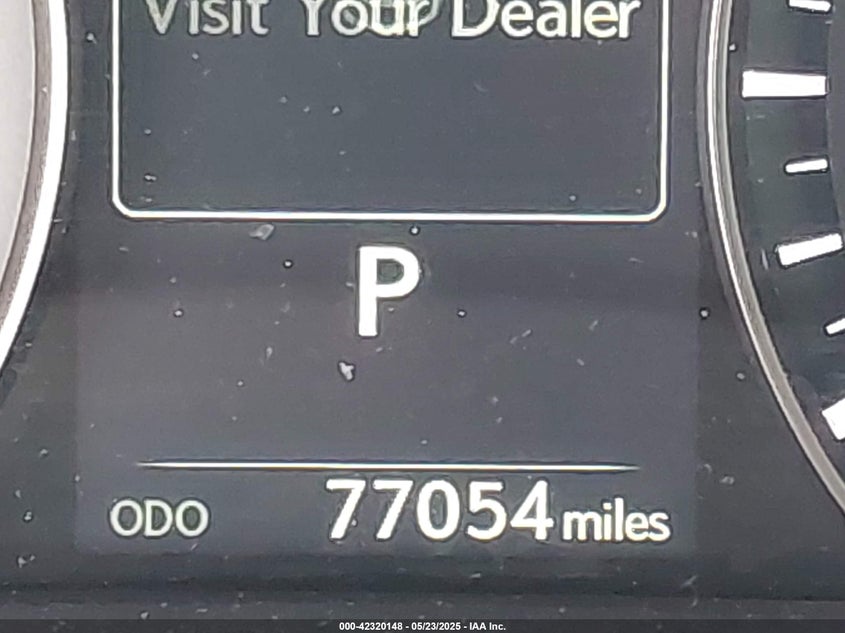 Visit Your Dealer
P
ODO 77054 miles
000-42320148 - 05/23/2025 - IAA Inc.